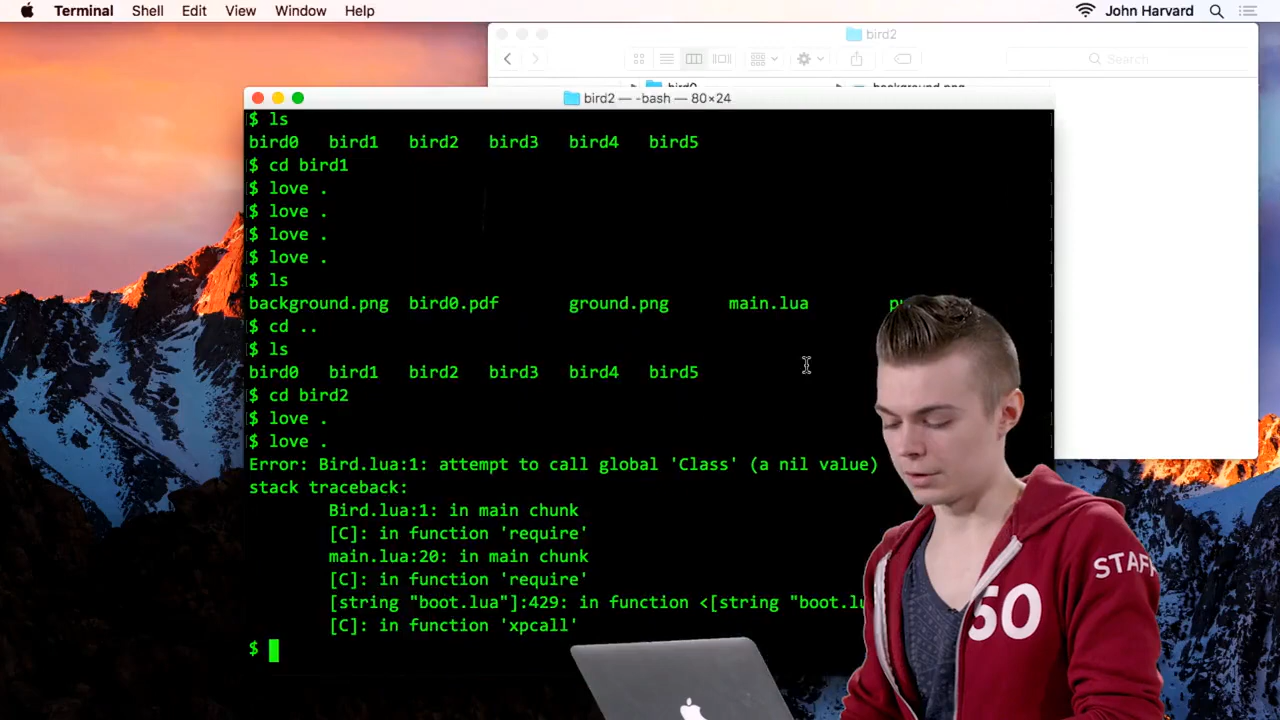 Terminal Shell Edit View Window Help John Harvard
bird2
Search
bird2 — -bash — 80×24
$ ls
bird0 bird1 bird2 bird3 bird4 bird5
$ cd bird1
$ love .
$ love .
$ love .
$ love .
$ ls
background.png bird0.pdf ground.png main.lua
$ cd ..
$ ls
bird0 bird1 bird2 bird3 bird4 bird5
$ cd bird2
$ love .
$ love .
Error: Bird.lua:1: attempt to call global 'Class' (a nil value)
stack traceback:
Bird.lua:1: in main chunk
[C]: in function 'require'
main.lua:20: in main chunk
[C]: in function 'require'
[string "boot.lua"]:429: in function <[string "boot.lu
[C]: in function 'xpcall'
$
STAFF
50